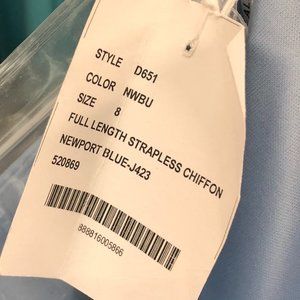 STYLE D651
COLOR NWBU
SIZE 8
FULL LENGTH STRAPLESS CHIFFON
NEWPORT BLUE-J423
520869
888816005866